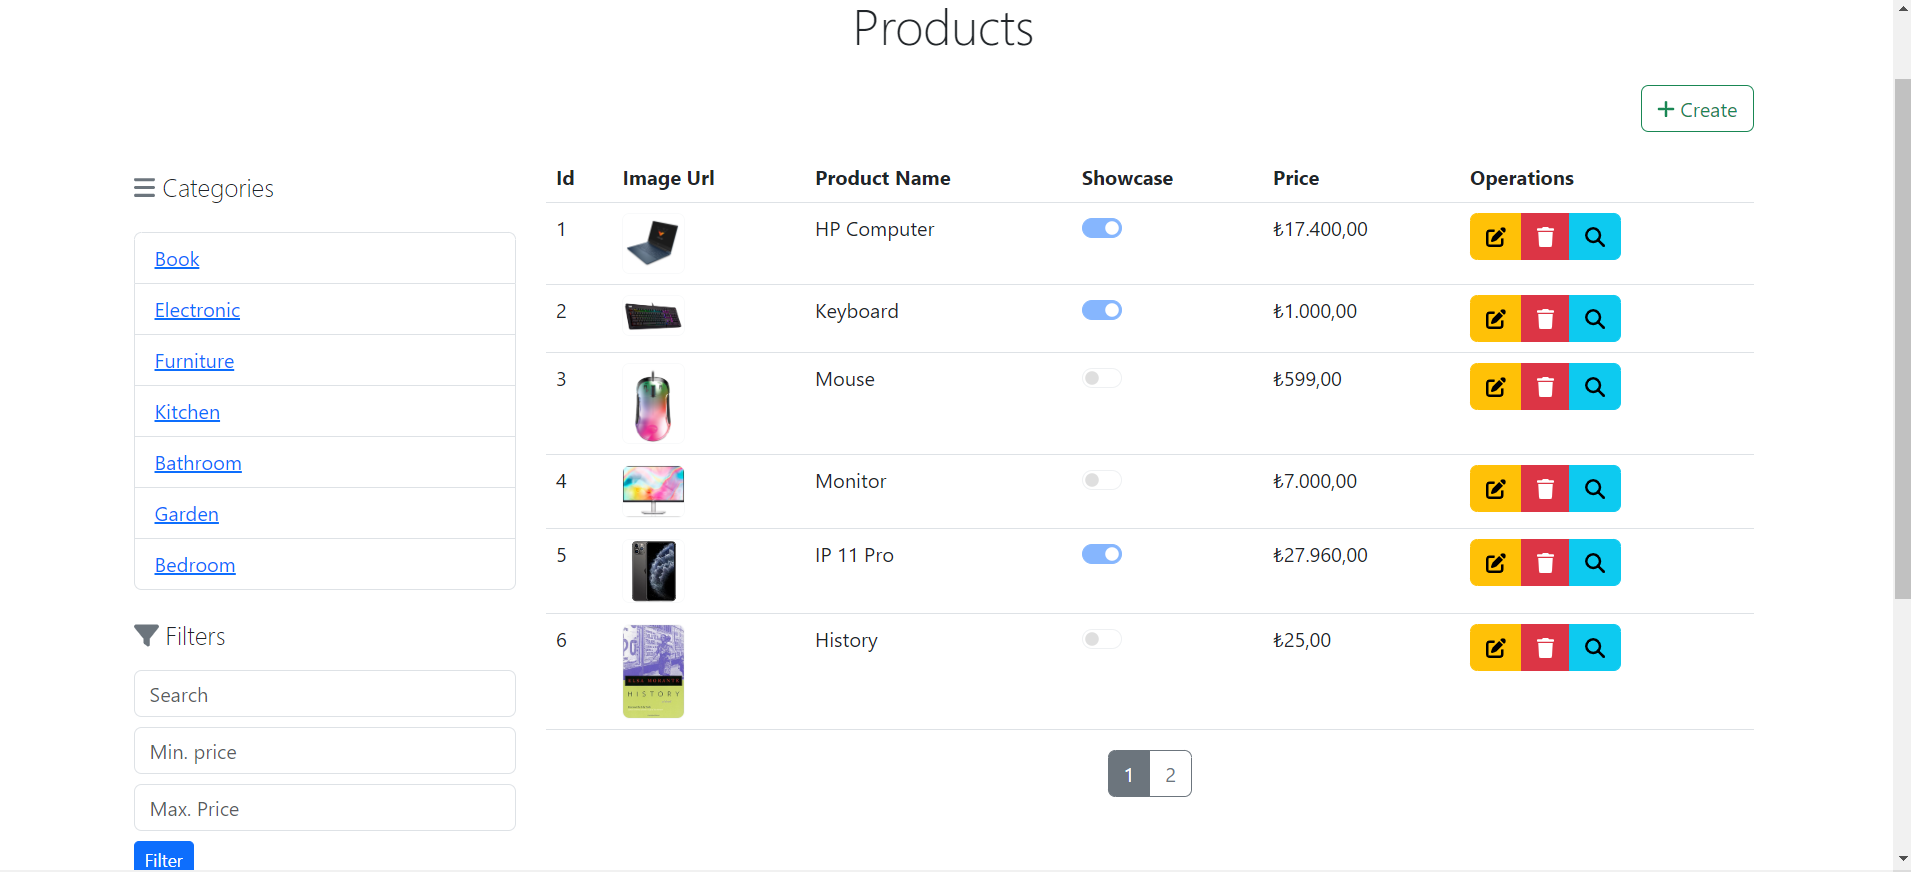 Products
Create
Categories
Book
Electronic
Furniture
Kitchen
Bathroom
Garden
Bedroom
Filters
Search
Min. price
Max. Price
Filter
Id Image Url Product Name Showcase Price Operations
1 HP Computer ₺17.400,00
2 Keyboard ₺1.000,00
3 Mouse ₺599,00
4 Monitor ₺7.000,00
5 IP 11 Pro ₺27.960,00
6 History ₺25,00
HISTORY
1 2